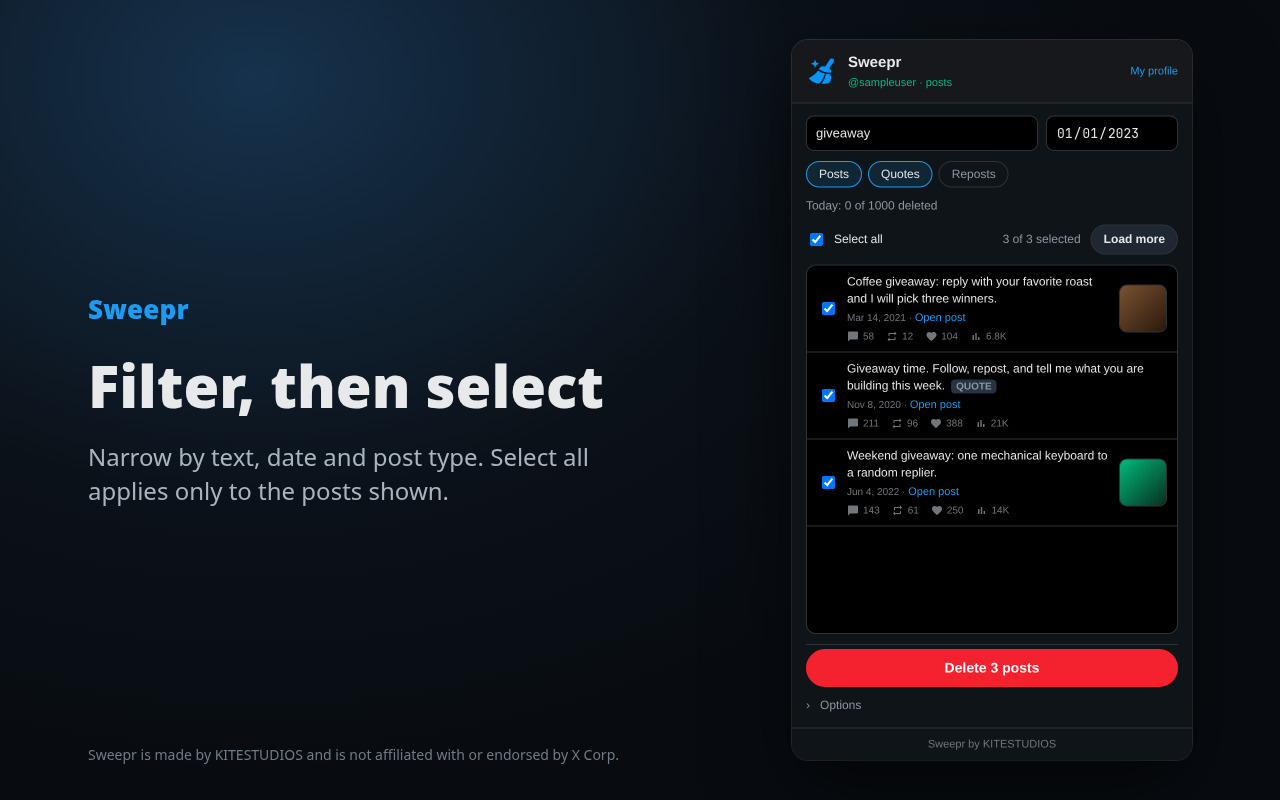 Sweepr
Filter, then select
Narrow by text, date and post type. Select all
applies only to the posts shown.
Sweepr is made by KITESTUDIOS and is not affiliated with or endorsed by X Corp.
Sweepr
@sampleuser · posts
My profile
giveaway
01/01/2023
Posts
Quotes
Reposts
Today: 0 of 1000 deleted
Select all
3 of 3 selected
Load more
Coffee giveaway: reply with your favorite roast
and I will pick three winners.
Mar 14, 2021 · Open post
58 12 104 6.8K
Giveaway time. Follow, repost, and tell me what you are
building this week. QUOTE
Nov 8, 2020 · Open post
211 96 388 21K
Weekend giveaway: one mechanical keyboard to
a random replier.
Jun 4, 2022 · Open post
143 61 250 14K
Delete 3 posts
› Options
Sweepr by KITESTUDIOS